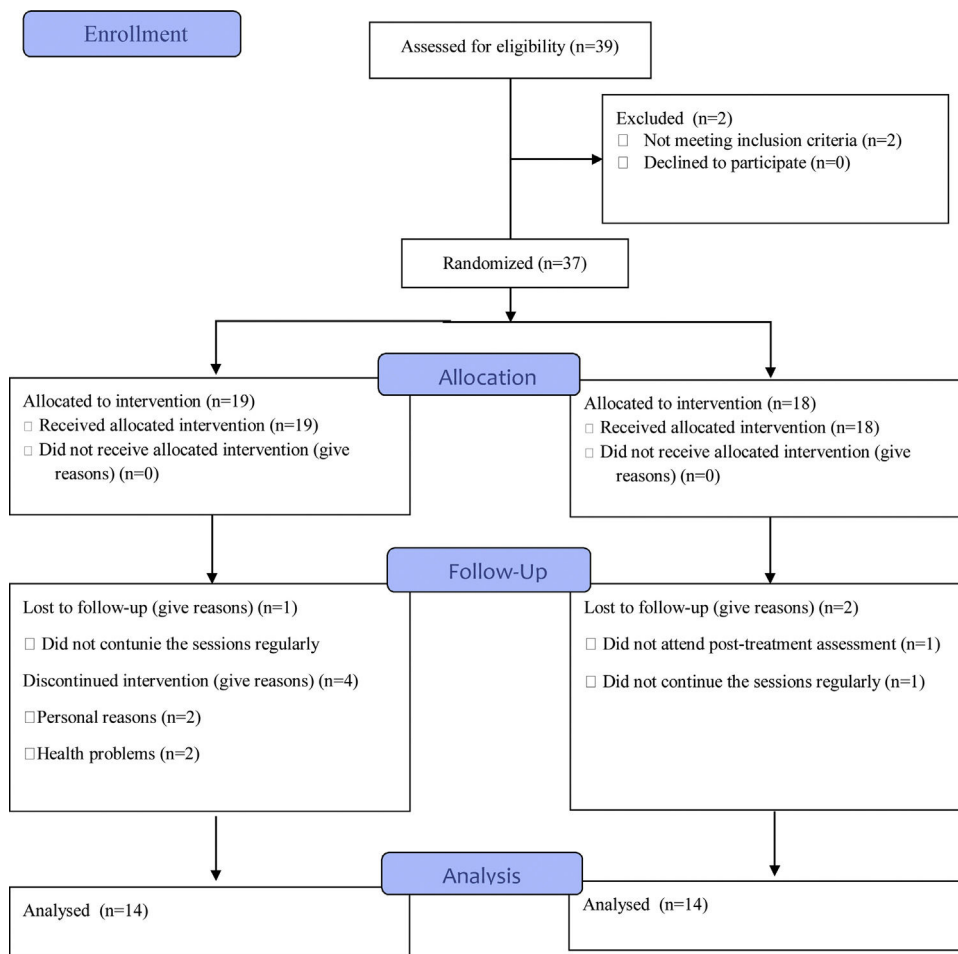 Enrollment
Assessed for eligibility (n=39)
Excluded (n=2)
□ Not meeting inclusion criteria (n=2)
□ Declined to participate (n=0)
Randomized (n=37)
Allocation
Allocated to intervention (n=19)
□ Received allocated intervention (n=19)
□ Did not receive allocated intervention (give
reasons) (n=0)
Allocated to intervention (n=18)
□ Received allocated intervention (n=18)
□ Did not receive allocated intervention (give
reasons) (n=0)
Follow-Up
Lost to follow-up (give reasons) (n=1)
□ Did not contunie the sessions regularly
Discontinued intervention (give reasons) (n=4)
□Personal reasons (n=2)
□Health problems (n=2)
Lost to follow-up (give reasons) (n=2)
□ Did not attend post-treatment assessment (n=1)
□ Did not continue the sessions regularly (n=1)
Analysis
Analysed (n=14)
Analysed (n=14)